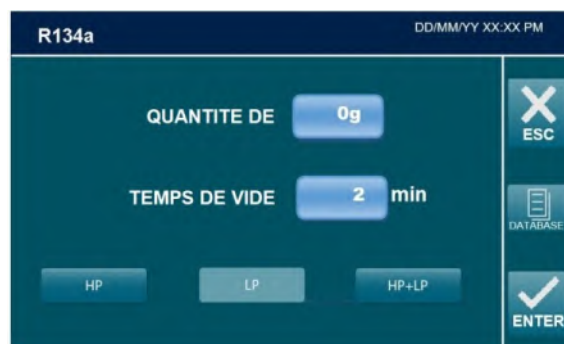 R134a DD/MM/YY XX:XX PM
QUANTITE DE 0g
ESC
TEMPS DE VIDE 2 min
DATABASE
HP LP HP+LP
ENTER